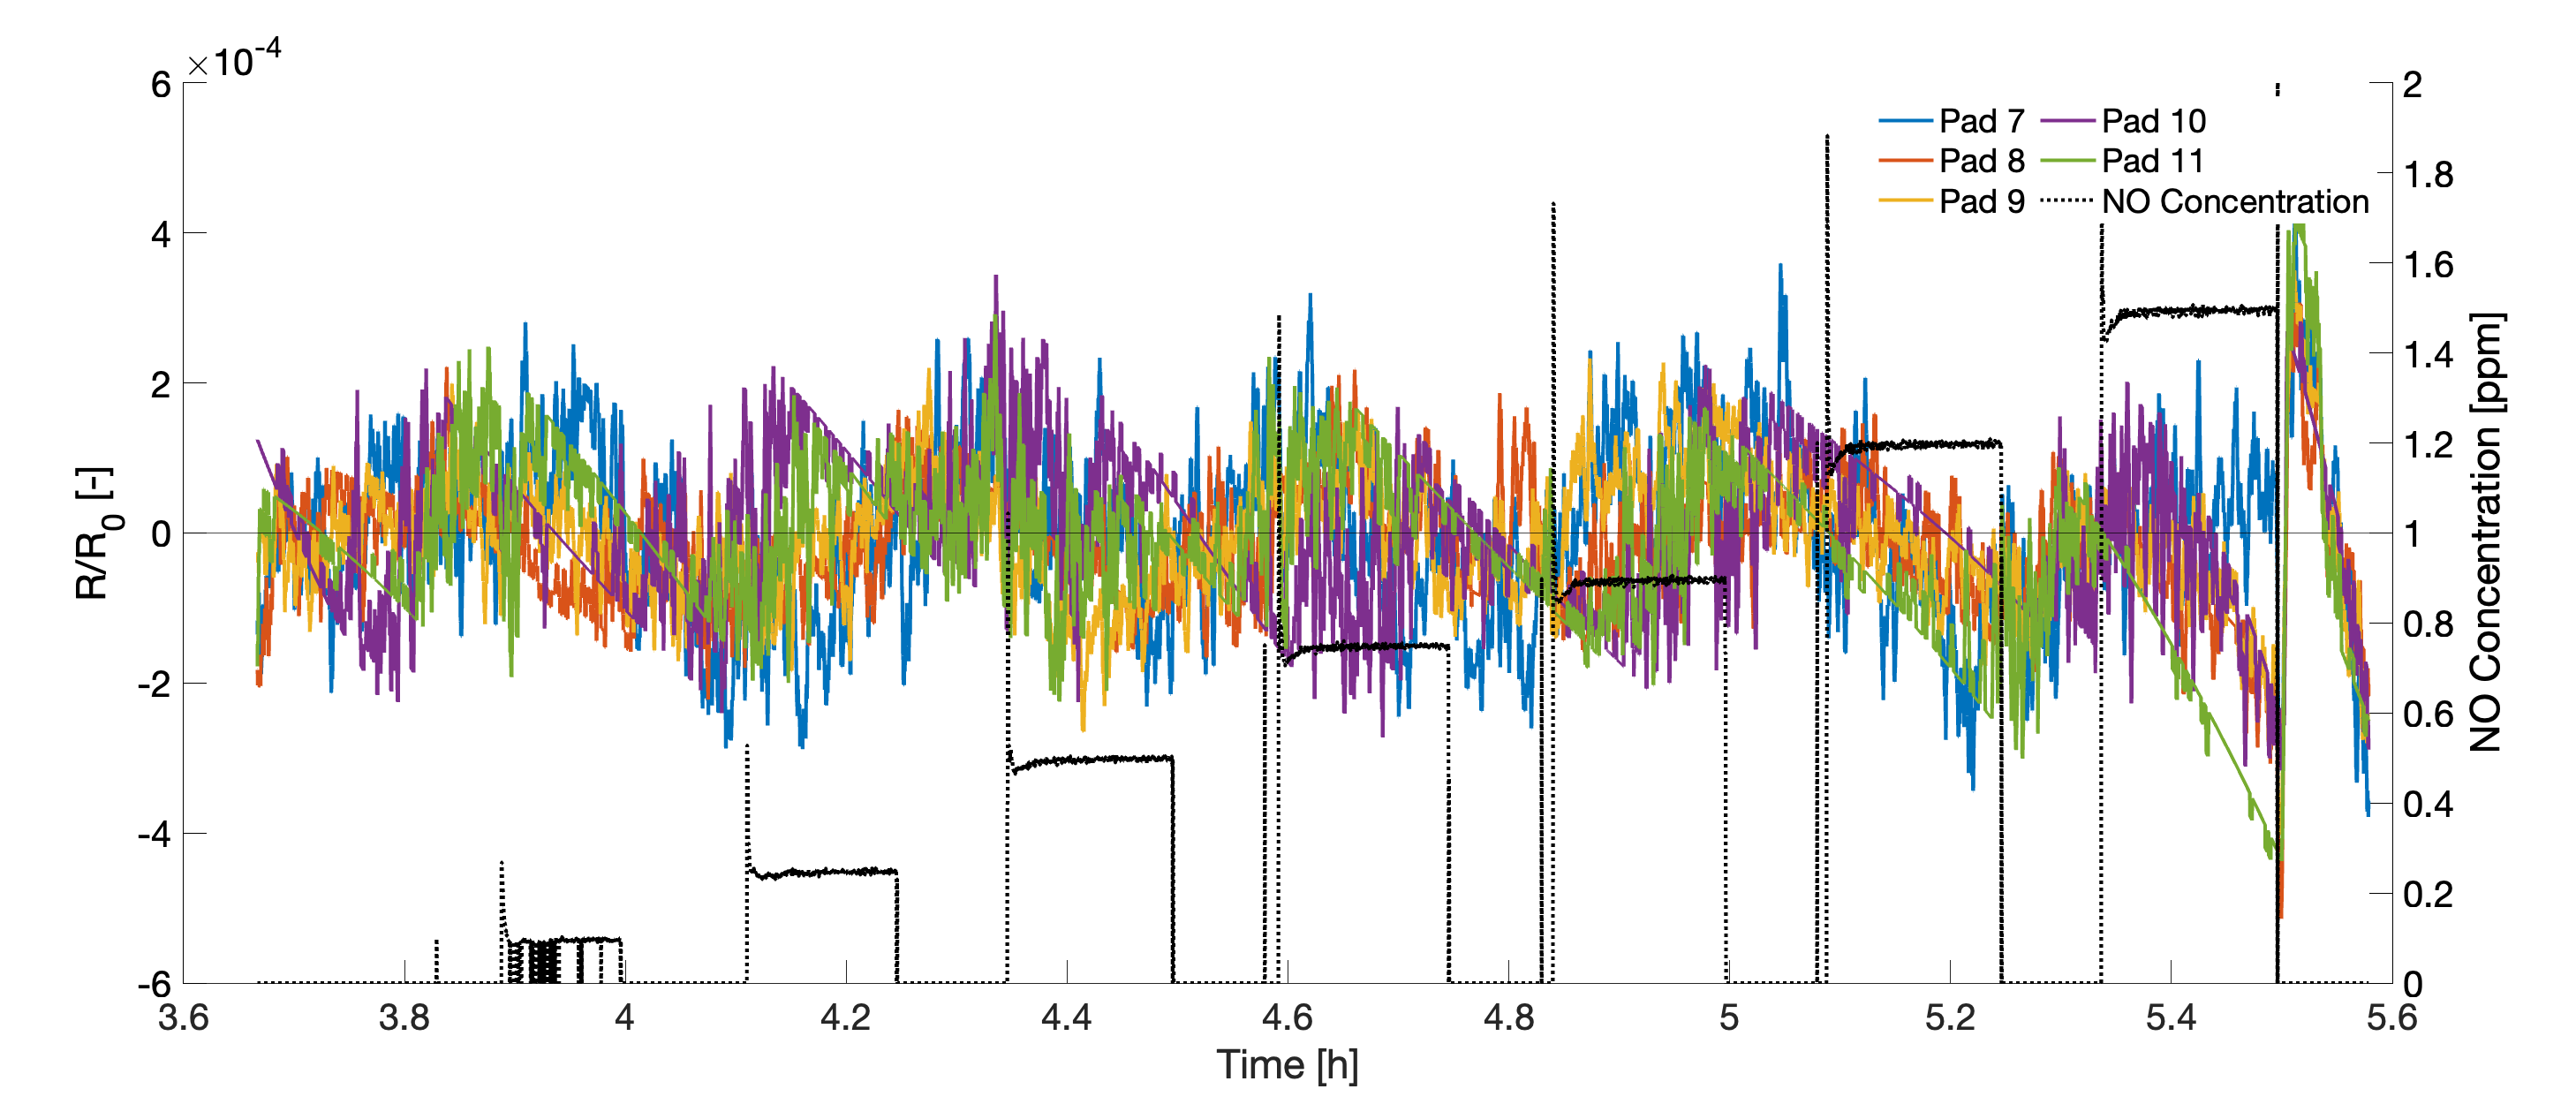 ×10-4
6
4
2
0
-2
-4
-6
R/R0 [-]
3.6 3.8 4 4.2 4.4 4.6 4.8 5 5.2 5.4 5.6
Time [h]
2
1.8
1.6
1.4
1.2
1
0.8
0.6
0.4
0.2
0
NO Concentration [ppm]
Pad 7
Pad 8
Pad 9
Pad 10
Pad 11
NO Concentration